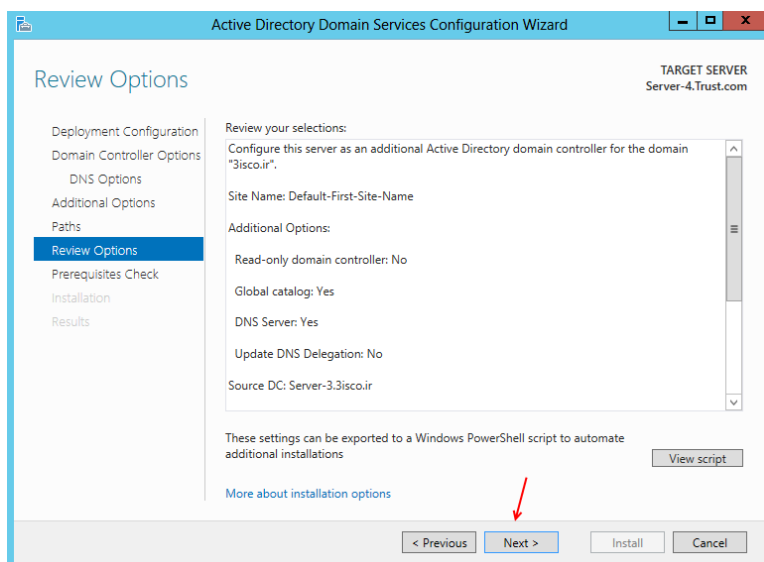 Active Directory Domain Services Configuration Wizard
Review Options
TARGET SERVER
Server-4.Trust.com
Deployment Configuration
Domain Controller Options
DNS Options
Additional Options
Paths
Review Options
Prerequisites Check
Installation
Results
Review your selections:
Configure this server as an additional Active Directory domain controller for the domain
"3isco.ir".
Site Name: Default-First-Site-Name
Additional Options:
Read-only domain controller: No
Global catalog: Yes
DNS Server: Yes
Update DNS Delegation: No
Source DC: Server-3.3isco.ir
These settings can be exported to a Windows PowerShell script to automate
additional installations
View script
More about installation options
< Previous
Next >
Install
Cancel